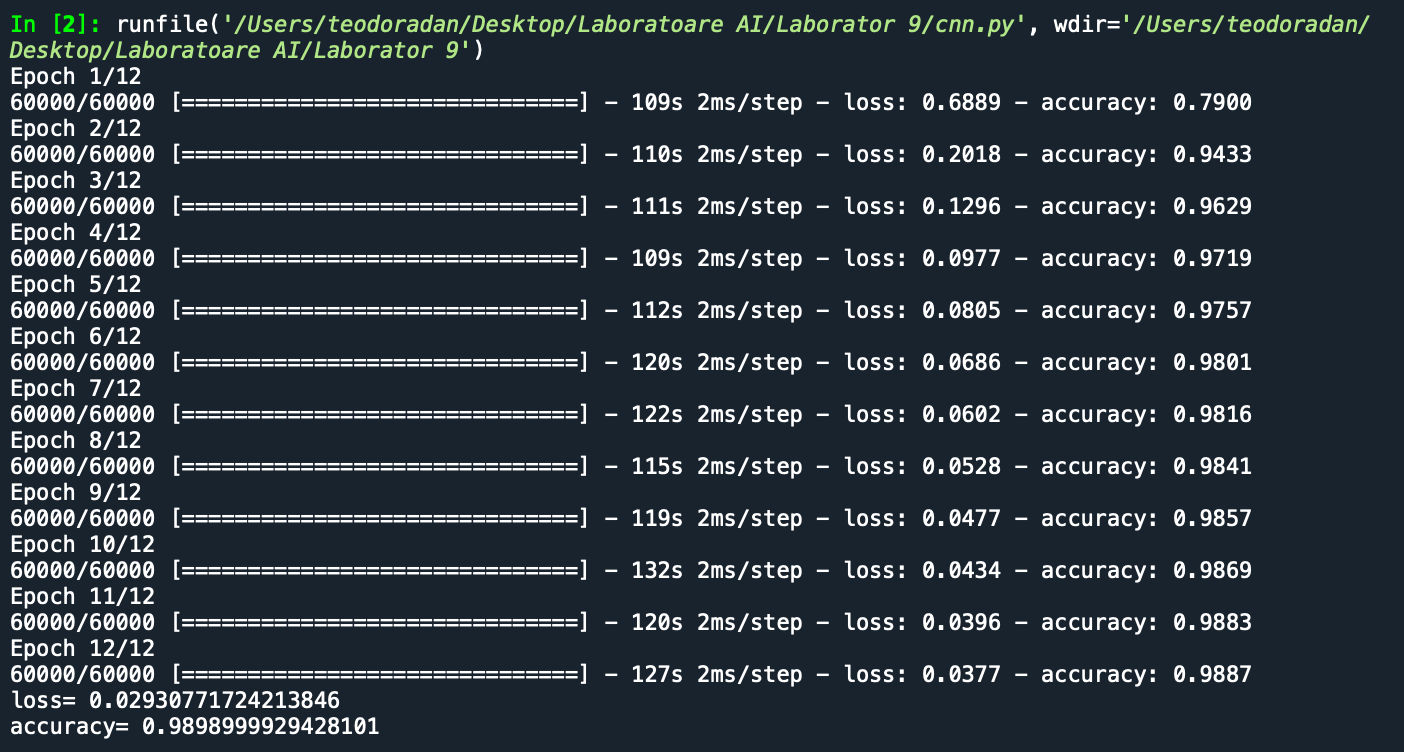 In [2]: runfile('/Users/teodoradan/Desktop/Laboratoare AI/Laborator 9/cnn.py', wdir='/Users/teodoradan/
Desktop/Laboratoare AI/Laborator 9')
Epoch 1/12
60000/60000 [==============================] - 109s 2ms/step - loss: 0.6889 - accuracy: 0.7900
Epoch 2/12
60000/60000 [==============================] - 110s 2ms/step - loss: 0.2018 - accuracy: 0.9433
Epoch 3/12
60000/60000 [==============================] - 111s 2ms/step - loss: 0.1296 - accuracy: 0.9629
Epoch 4/12
60000/60000 [==============================] - 109s 2ms/step - loss: 0.0977 - accuracy: 0.9719
Epoch 5/12
60000/60000 [==============================] - 112s 2ms/step - loss: 0.0805 - accuracy: 0.9757
Epoch 6/12
60000/60000 [==============================] - 120s 2ms/step - loss: 0.0686 - accuracy: 0.9801
Epoch 7/12
60000/60000 [==============================] - 122s 2ms/step - loss: 0.0602 - accuracy: 0.9816
Epoch 8/12
60000/60000 [==============================] - 115s 2ms/step - loss: 0.0528 - accuracy: 0.9841
Epoch 9/12
60000/60000 [==============================] - 119s 2ms/step - loss: 0.0477 - accuracy: 0.9857
Epoch 10/12
60000/60000 [==============================] - 132s 2ms/step - loss: 0.0434 - accuracy: 0.9869
Epoch 11/12
60000/60000 [==============================] - 120s 2ms/step - loss: 0.0396 - accuracy: 0.9883
Epoch 12/12
60000/60000 [==============================] - 127s 2ms/step - loss: 0.0377 - accuracy: 0.9887
loss= 0.02930771724213846
accuracy= 0.9898999929428101